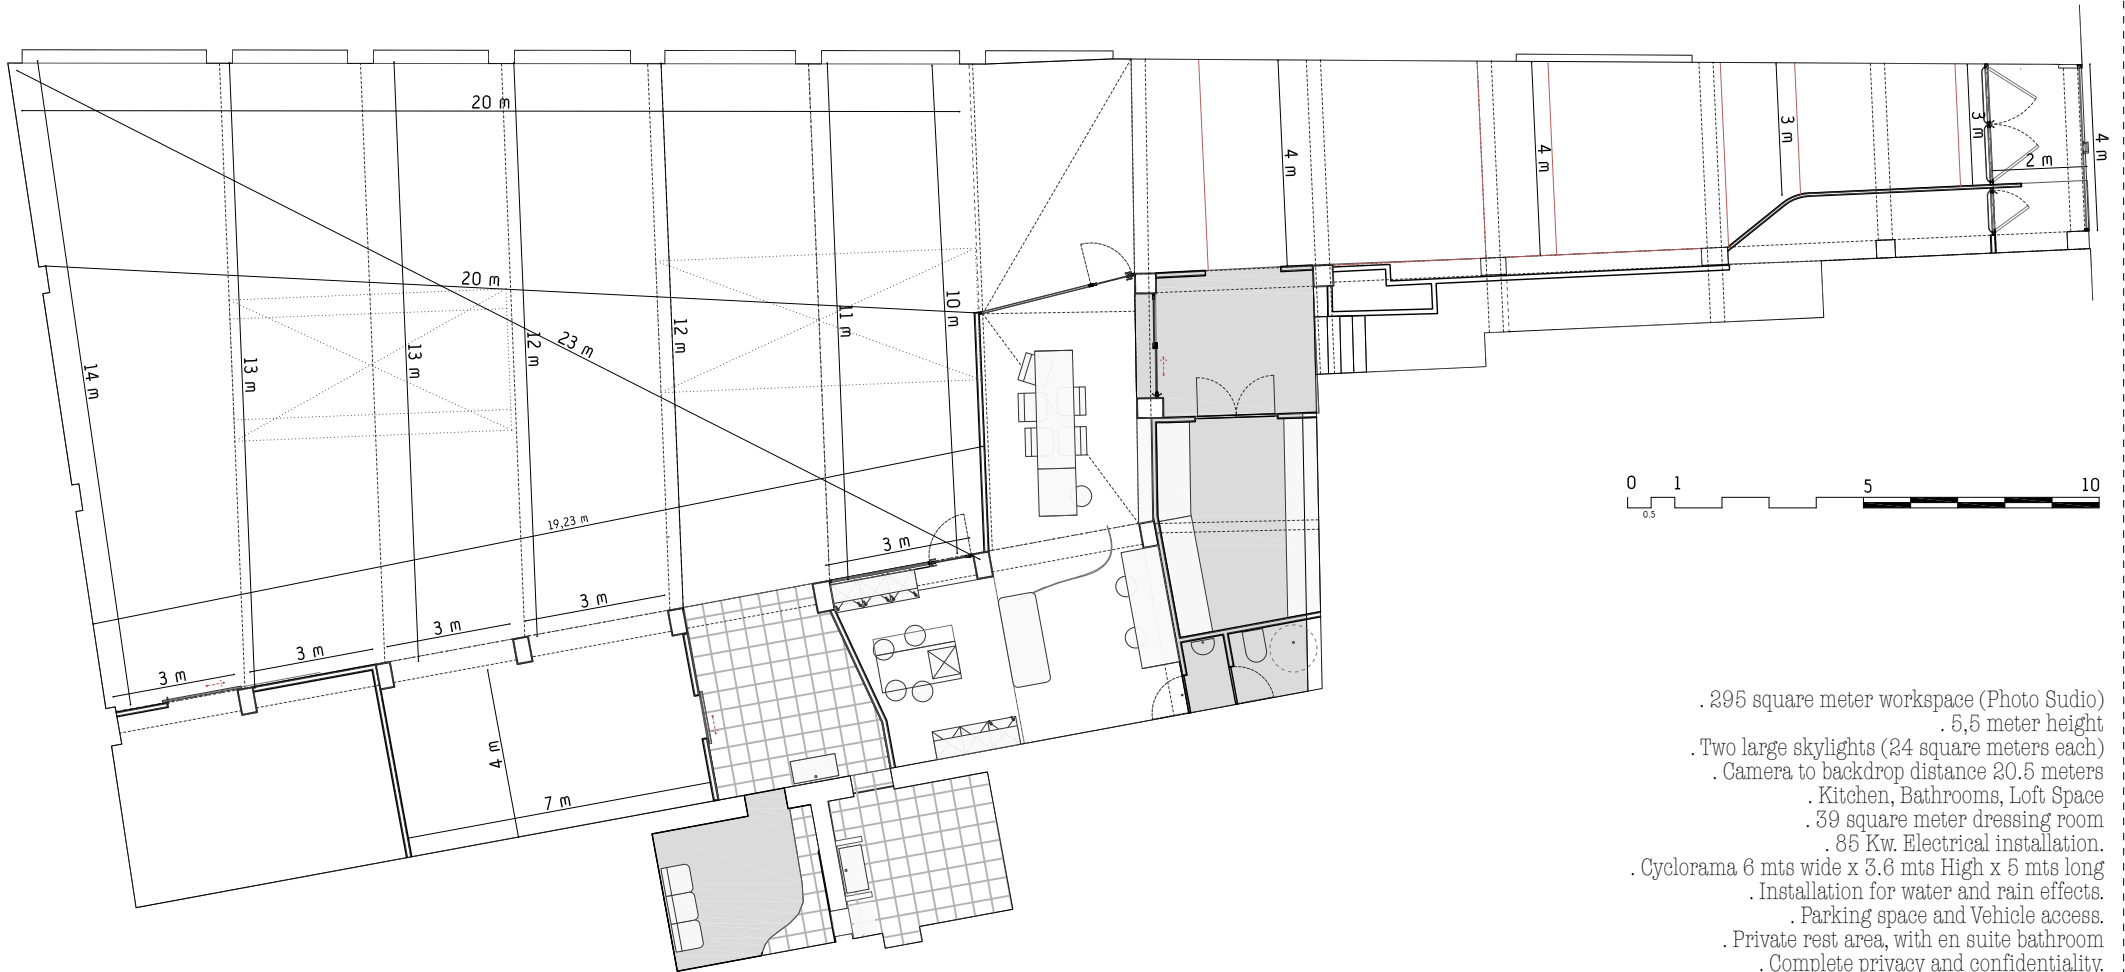 20 m
4 m
4 m
3 m
3 m
2 m
4 m
20 m
23 m
14 m
13 m
13 m
12 m
12 m
11 m
10 m
19,23 m
3 m
3 m
3 m
3 m
3 m
4 m
7 m
0 1 5 10
0.5
. 295 square meter workspace (Photo Sudio)
. 5,5 meter height
. Two large skylights (24 square meters each)
. Camera to backdrop distance 20.5 meters
. Kitchen, Bathrooms, Loft Space
. 39 square meter dressing room
. 85 Kw. Electrical installation.
. Cyclorama 6 mts wide x 3.6 mts High x 5 mts long
. Installation for water and rain effects.
. Parking space and Vehicle access.
. Private rest area, with en suite bathroom
. Complete privacy and confidentiality.